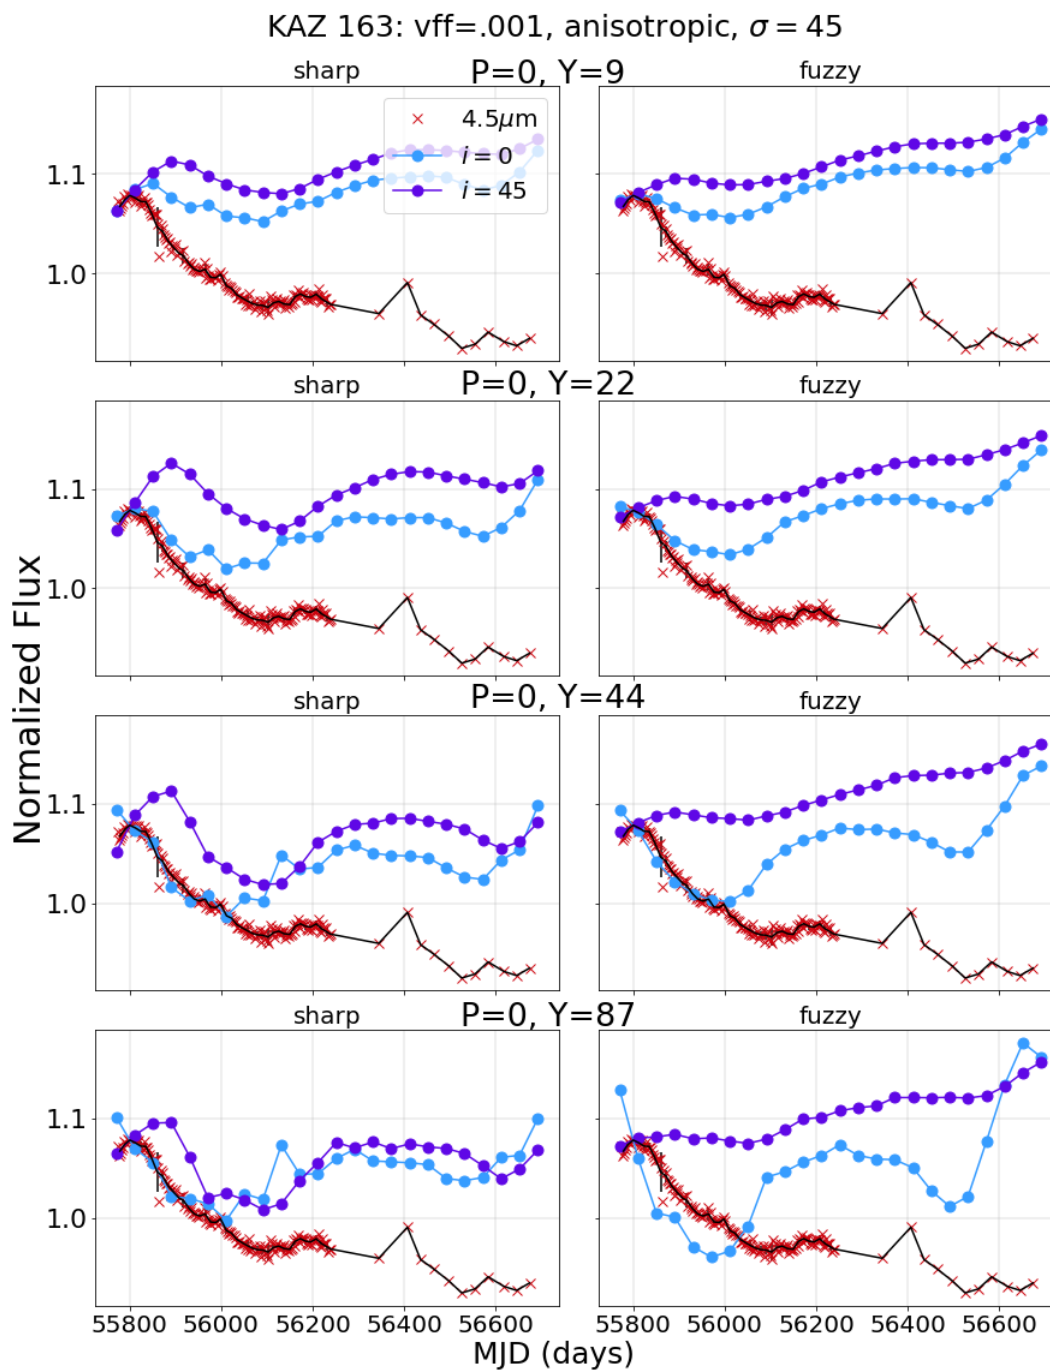 KAZ 163: vff=.001, anisotropic, σ = 45
P=0, Y=9
sharp
fuzzy
4.5μm
i = 0
i = 45
1.1
1.0
P=0, Y=22
sharp
fuzzy
1.1
1.0
P=0, Y=44
sharp
fuzzy
1.1
1.0
P=0, Y=87
sharp
fuzzy
1.1
1.0
Normalized Flux
55800 56000 56200 56400 56600 55800 56000 56200 56400 56600
MJD (days)